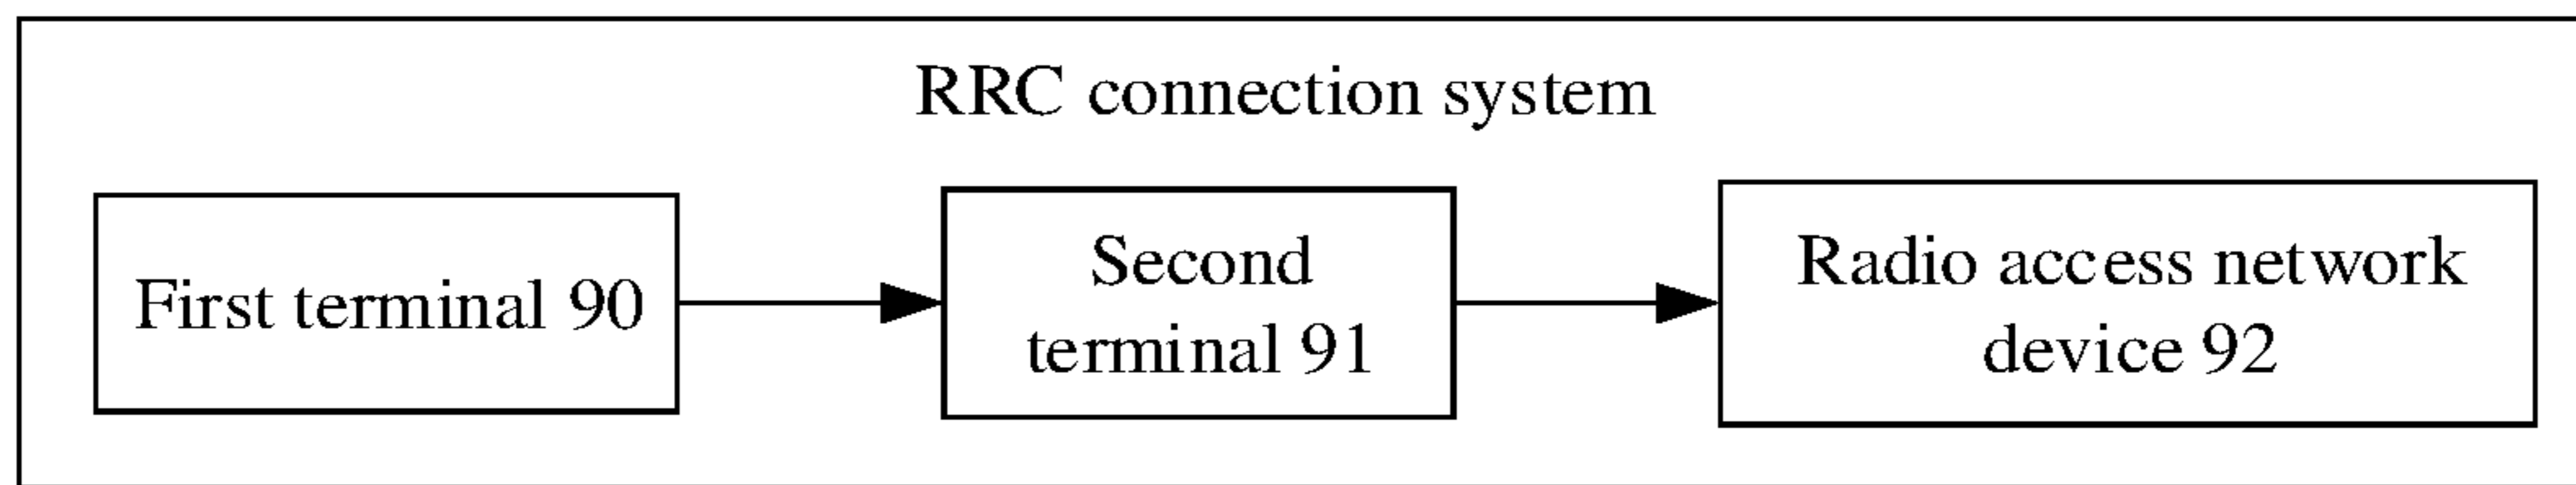 RRC connection system
First terminal 90
Second
terminal 91
Radio access network
device 92